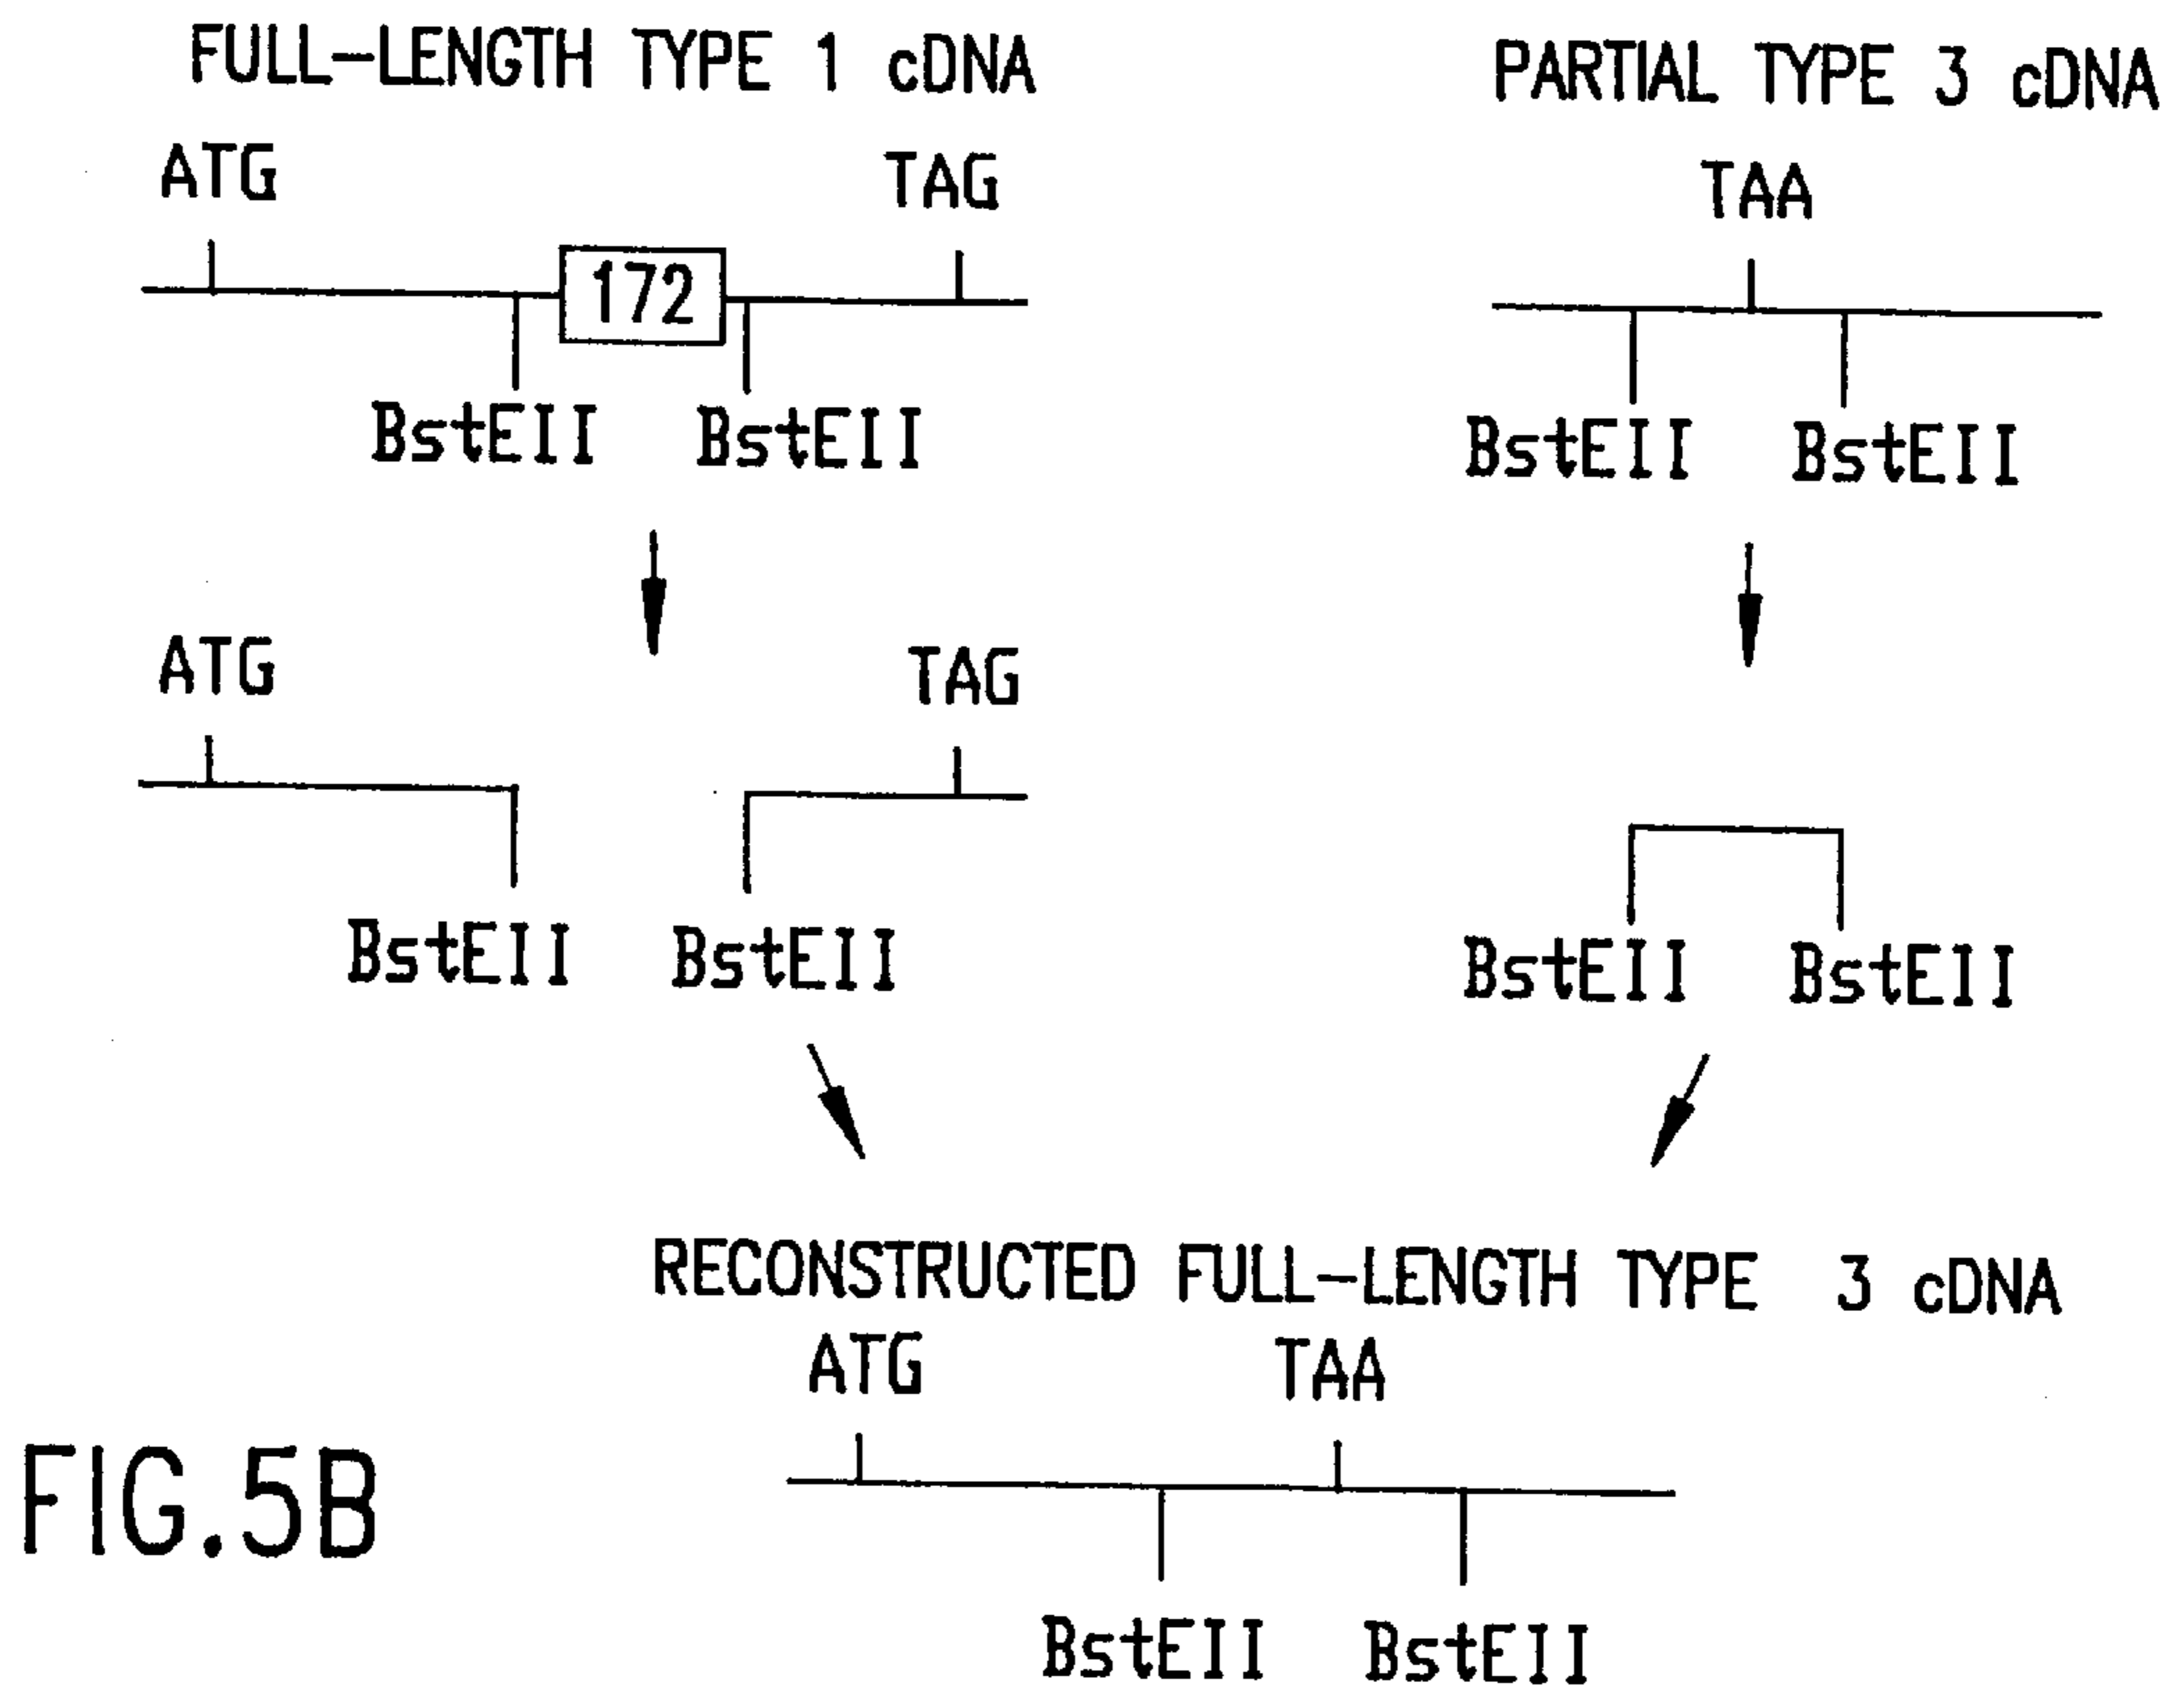 FULL-LENGTH TYPE 1 cDNA
PARTIAL TYPE 3 cDNA
ATG
TAG
TAA
172
BstEII BstEII
BstEII BstEII
ATG
TAG
BstEII BstEII
BstEII BstEII
RECONSTRUCTED FULL-LENGTH TYPE 3 cDNA
ATG
TAA
FIG.5B
BstEII BstEII